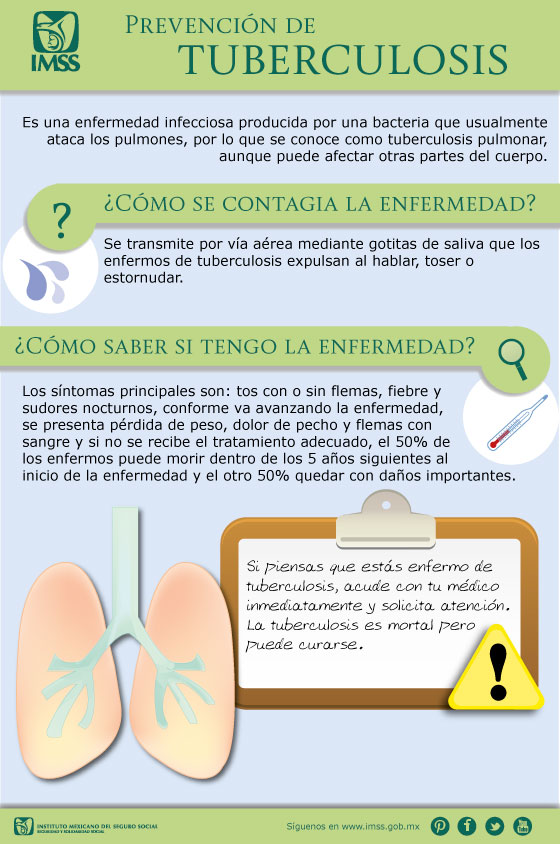 IMSS
PREVENCIÓN DE
TUBERCULOSIS
Es una enfermedad infecciosa producida por una bacteria que usualmente
ataca los pulmones, por lo que se conoce como tuberculosis pulmonar,
aunque puede afectar otras partes del cuerpo.
?
¿CÓMO SE CONTAGIA LA ENFERMEDAD?
Se transmite por vía aérea mediante gotitas de saliva que los
enfermos de tuberculosis expulsan al hablar, toser o
estornudar.
¿CÓMO SABER SI TENGO LA ENFERMEDAD?
Los síntomas principales son: tos con o sin flemas, fiebre y
sudores nocturnos, conforme va avanzando la enfermedad,
se presenta pérdida de peso, dolor de pecho y flemas con
sangre y si no se recibe el tratamiento adecuado, el 50% de
los enfermos puede morir dentro de los 5 años siguientes al
inicio de la enfermedad y el otro 50% quedar con daños importantes.
Si piensas que estás enfermo de
tuberculosis, acude con tu médico
inmediatamente y solicita atención.
La tuberculosis es mortal pero
puede curarse.
!
INSTITUTO MEXICANO DEL SEGURO SOCIAL
SEGURIDAD Y SOLIDARIDAD SOCIAL
Síguenos en www.imss.gob.mx
You Tube